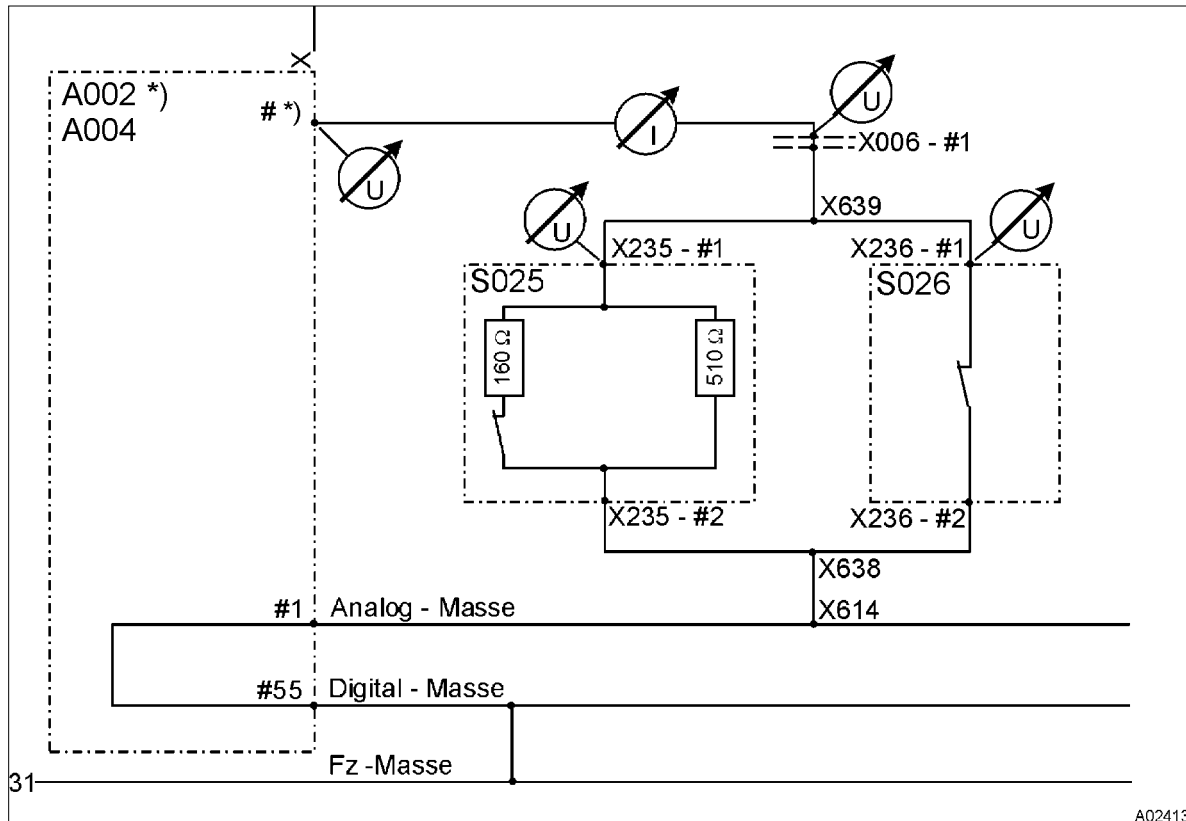 X
A002 *)
A004
# *)
U
I
U
X006 - #1
X639
U
X235 - #1
X236 - #1
U
S025
S026
160 Ω
510 Ω
X235 - #2
X236 - #2
X638
#1
Analog - Masse
X614
#55
Digital - Masse
Fz -Masse
31
A02413